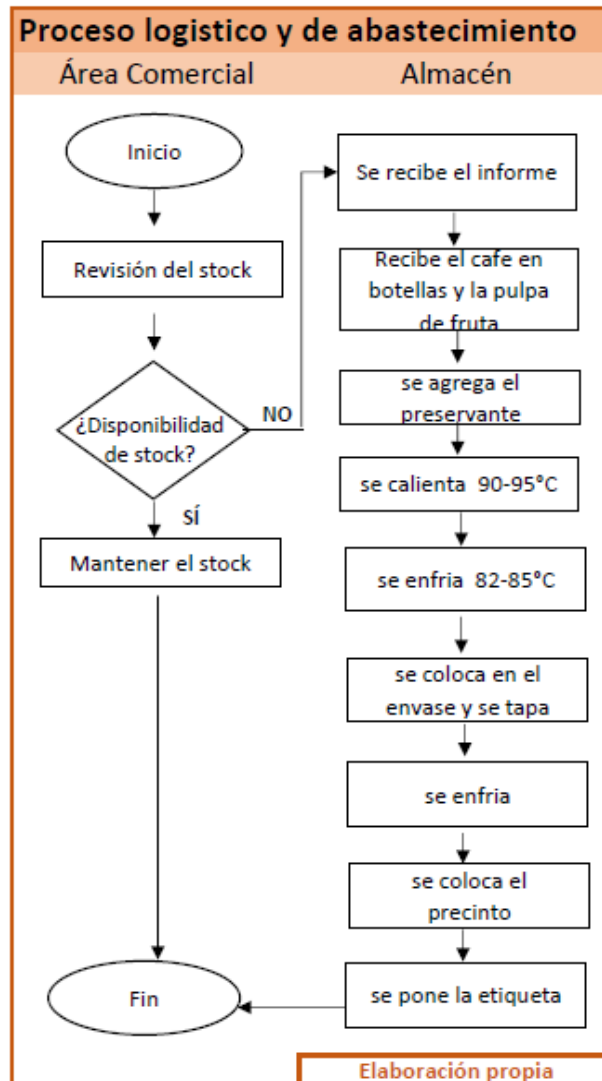 Proceso logistico y de abastecimiento
Área Comercial
Almacén
Inicio
Revisión del stock
¿Disponibilidad
de stock?
NO
SÍ
Mantener el stock
Fin
Se recibe el informe
Recibe el cafe en
botellas y la pulpa
de fruta
se agrega el
preservante
se calienta 90-95°C
se enfria 82-85°C
se coloca en el
envase y se tapa
se enfria
se coloca el
precinto
se pone la etiqueta
Elaboración propia